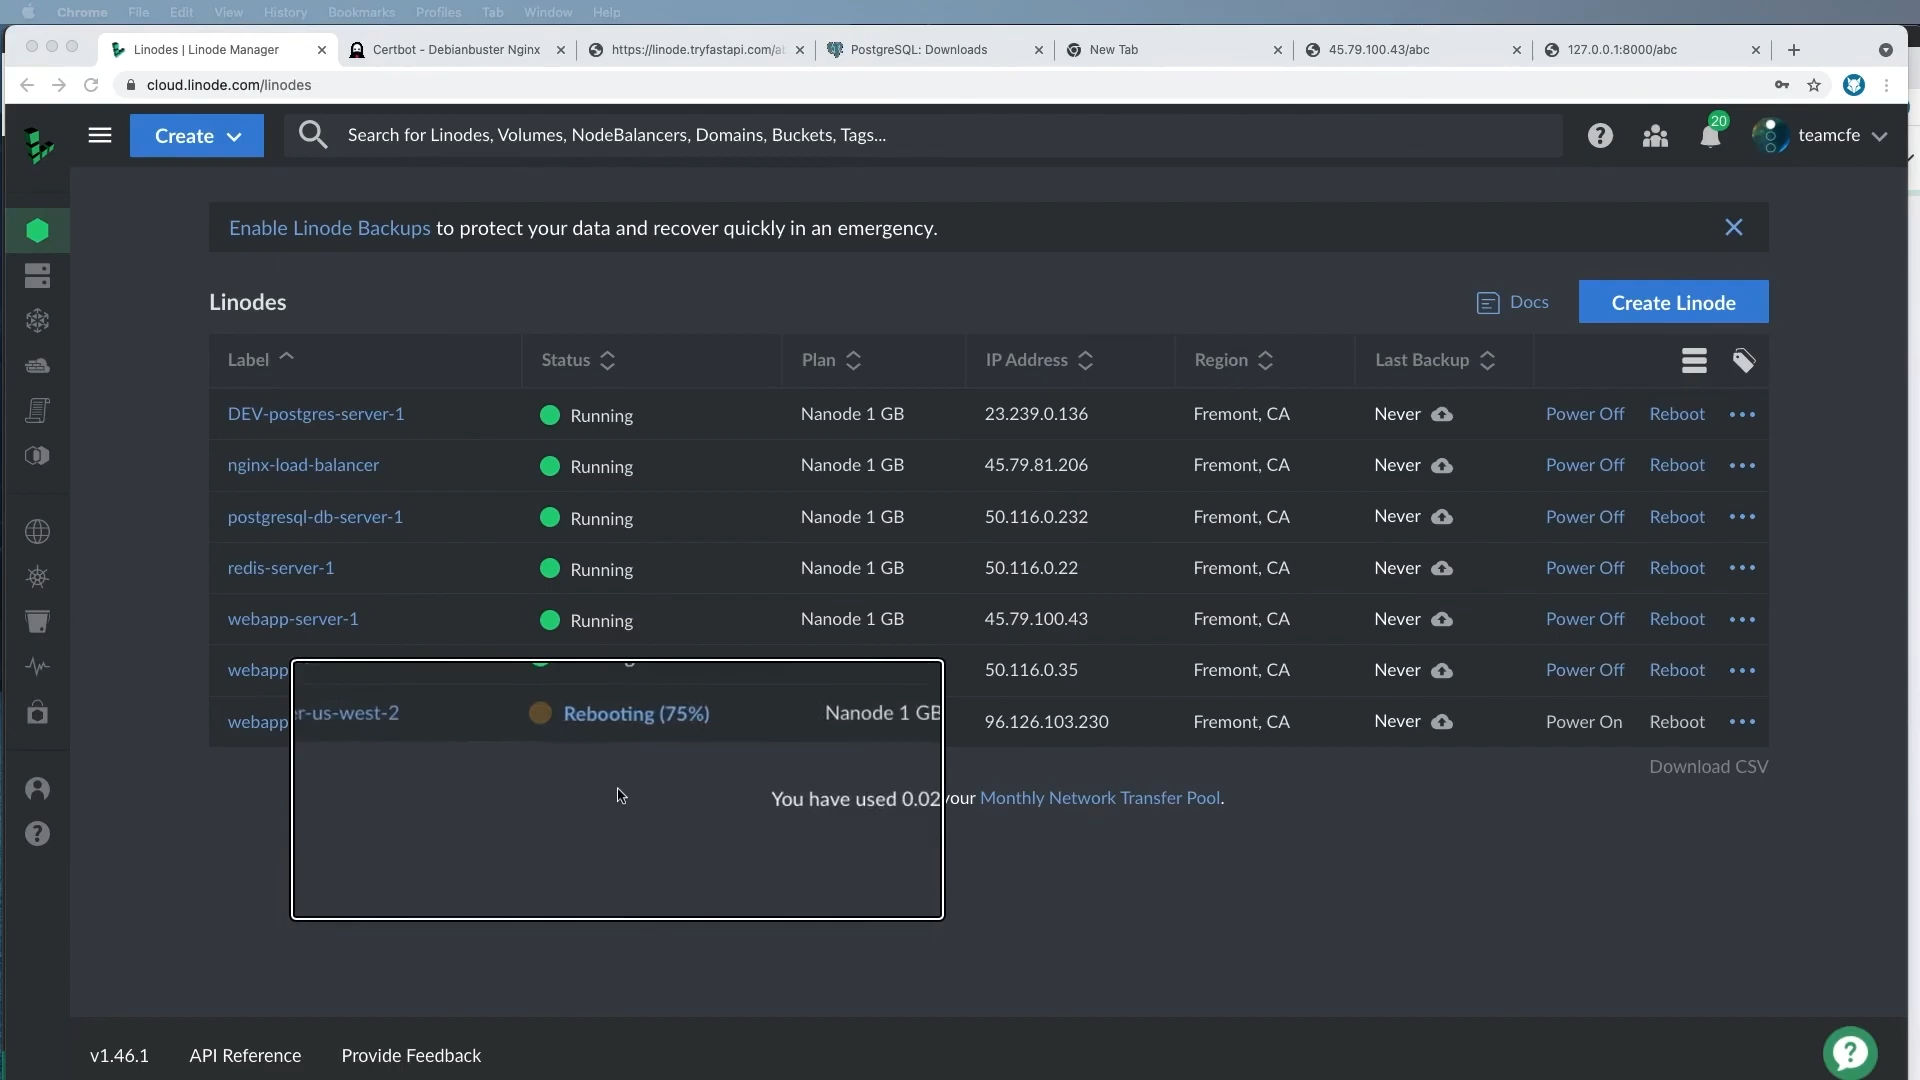 Chrome File Edit View History Bookmarks Profiles Tab Window Help
Linodes | Linode Manager
Certbot - Debianbuster Nginx
https://linode.tryfastapi.com/ab
PostgreSQL: Downloads
New Tab
45.79.100.43/abc
127.0.0.1:8000/abc
cloud.linode.com/linodes
Create
Search for Linodes, Volumes, NodeBalancers, Domains, Buckets, Tags...
20
teamcfe
Enable Linode Backups to protect your data and recover quickly in an emergency.
Linodes
Docs
Create Linode
Label Status Plan IP Address Region Last Backup
DEV-postgres-server-1 Running Nanode 1 GB 23.239.0.136 Fremont, CA Never Power Off Reboot
nginx-load-balancer Running Nanode 1 GB 45.79.81.206 Fremont, CA Never Power Off Reboot
postgresql-db-server-1 Running Nanode 1 GB 50.116.0.232 Fremont, CA Never Power Off Reboot
redis-server-1 Running Nanode 1 GB 50.116.0.22 Fremont, CA Never Power Off Reboot
webapp-server-1 Running Nanode 1 GB 45.79.100.43 Fremont, CA Never Power Off Reboot
webapp 50.116.0.35 Fremont, CA Never Power Off Reboot
webapp er-us-west-2 Rebooting (75%) Nanode 1 GB 96.126.103.230 Fremont, CA Never Power On Reboot
Download CSV
You have used 0.02 your Monthly Network Transfer Pool.
v1.46.1 API Reference Provide Feedback